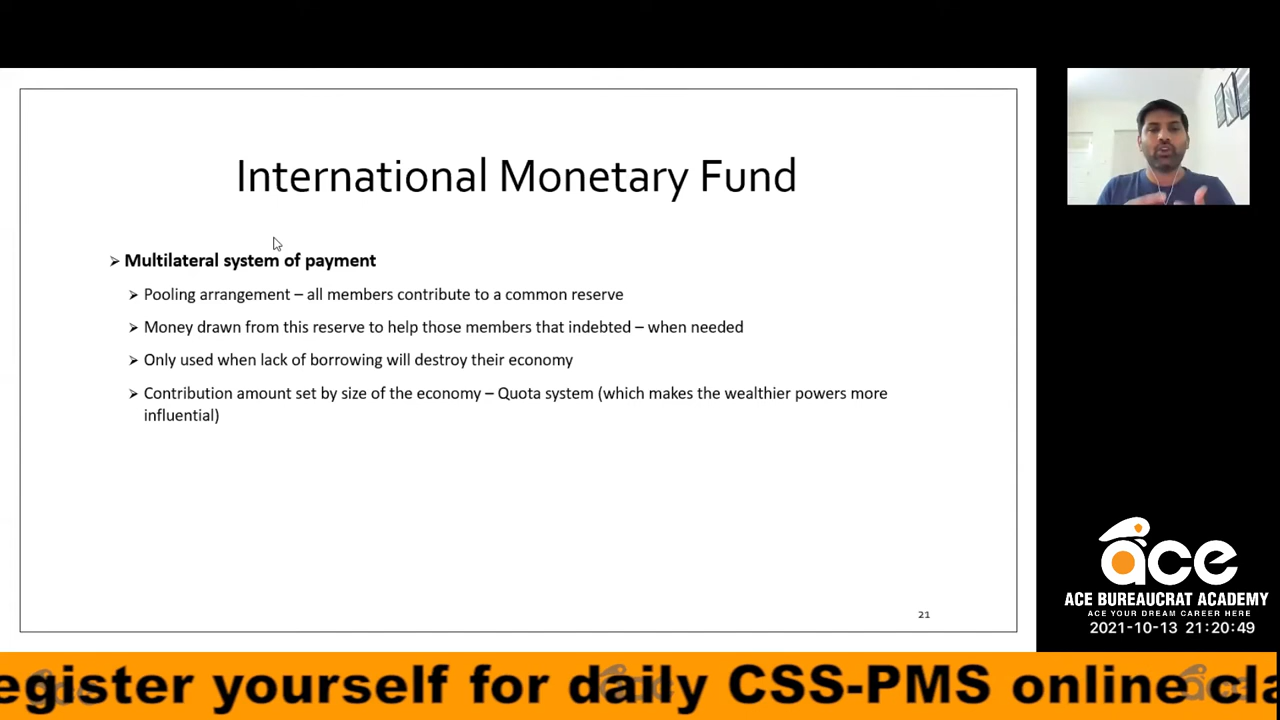 International Monetary Fund
➢ Multilateral system of payment
➢ Pooling arrangement – all members contribute to a common reserve
➢ Money drawn from this reserve to help those members that indebted – when needed
➢ Only used when lack of borrowing will destroy their economy
➢ Contribution amount set by size of the economy – Quota system (which makes the wealthier powers more
influential)
21
ace
ACE BUREAUCRAT ACADEMY
ACE YOUR DREAM CAREER HERE
2021-10-13 21:20:49
egister yourself for daily CSS-PMS online cla